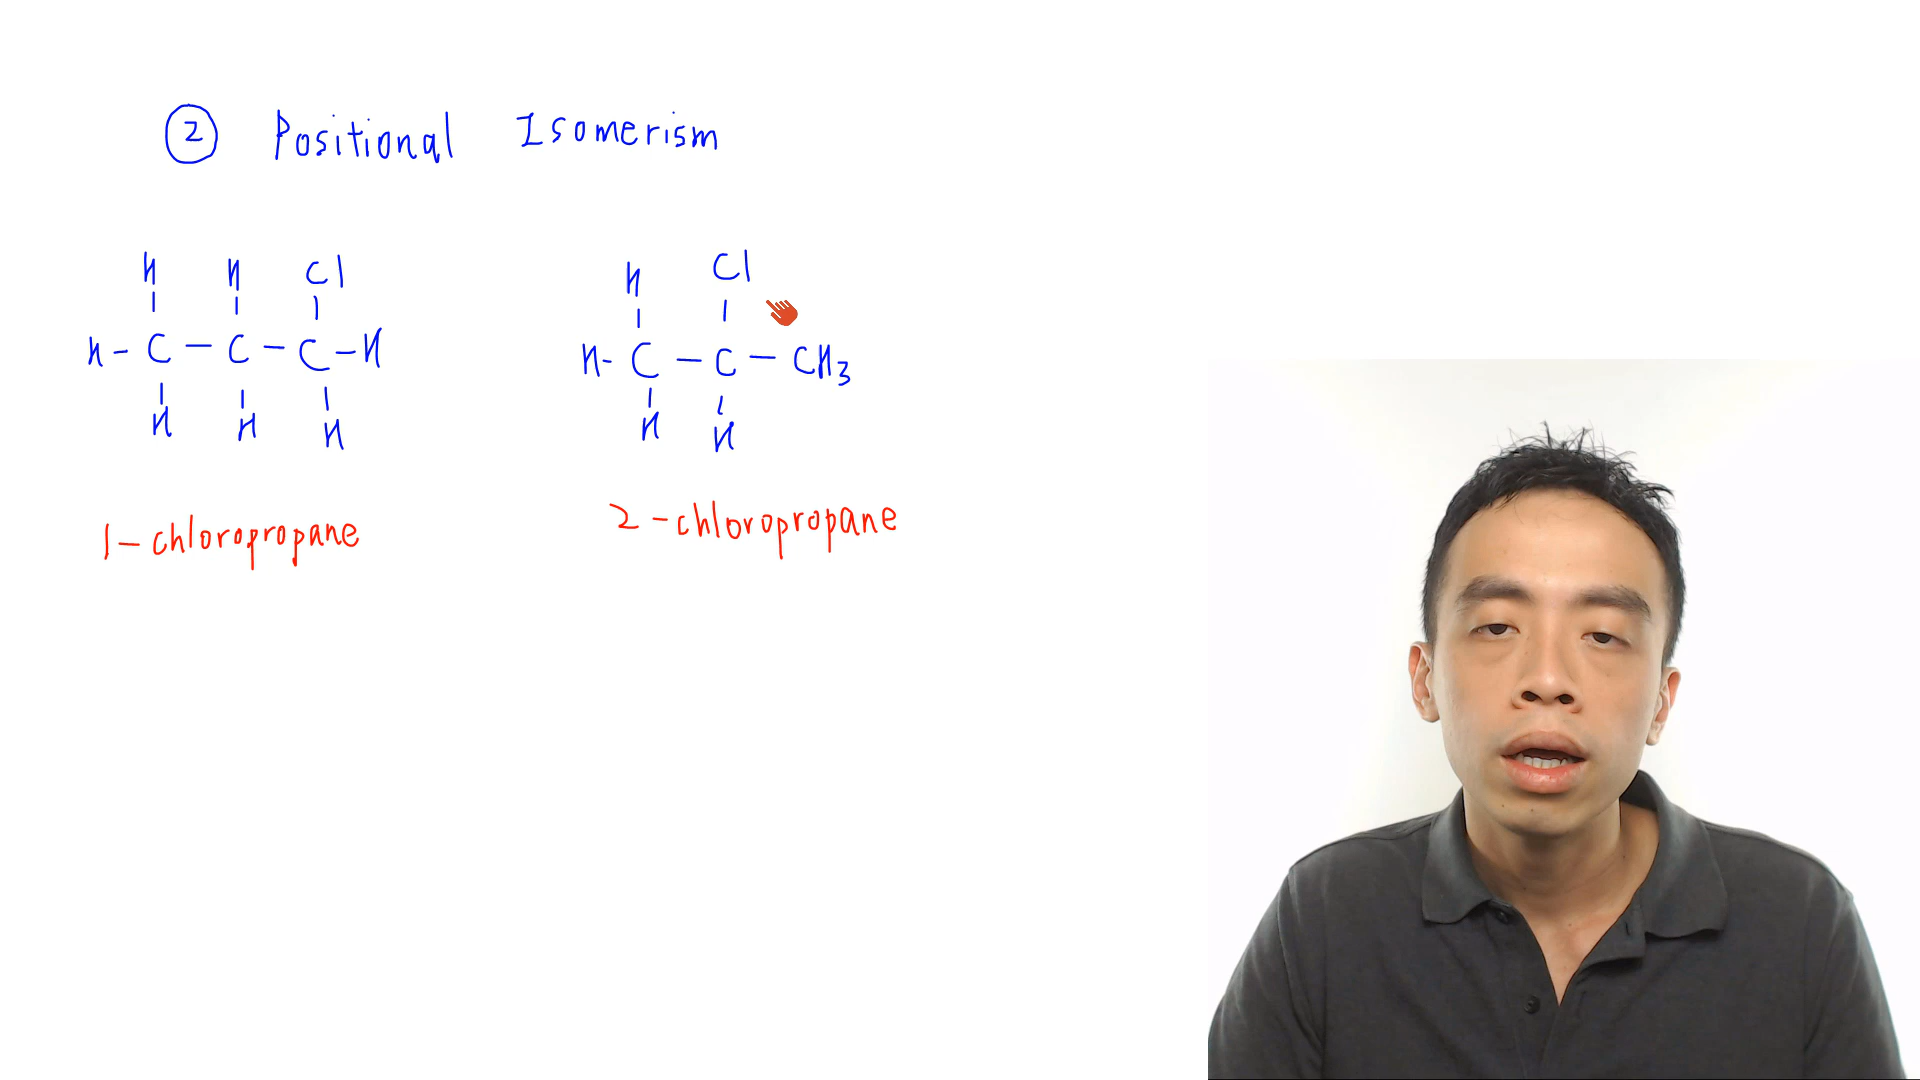 ② Positional Isomerism
H H Cl
H - C - C - C - H
H H H
1-chloropropane
H Cl
H - C - C - CH₃
H H
2-chloropropane